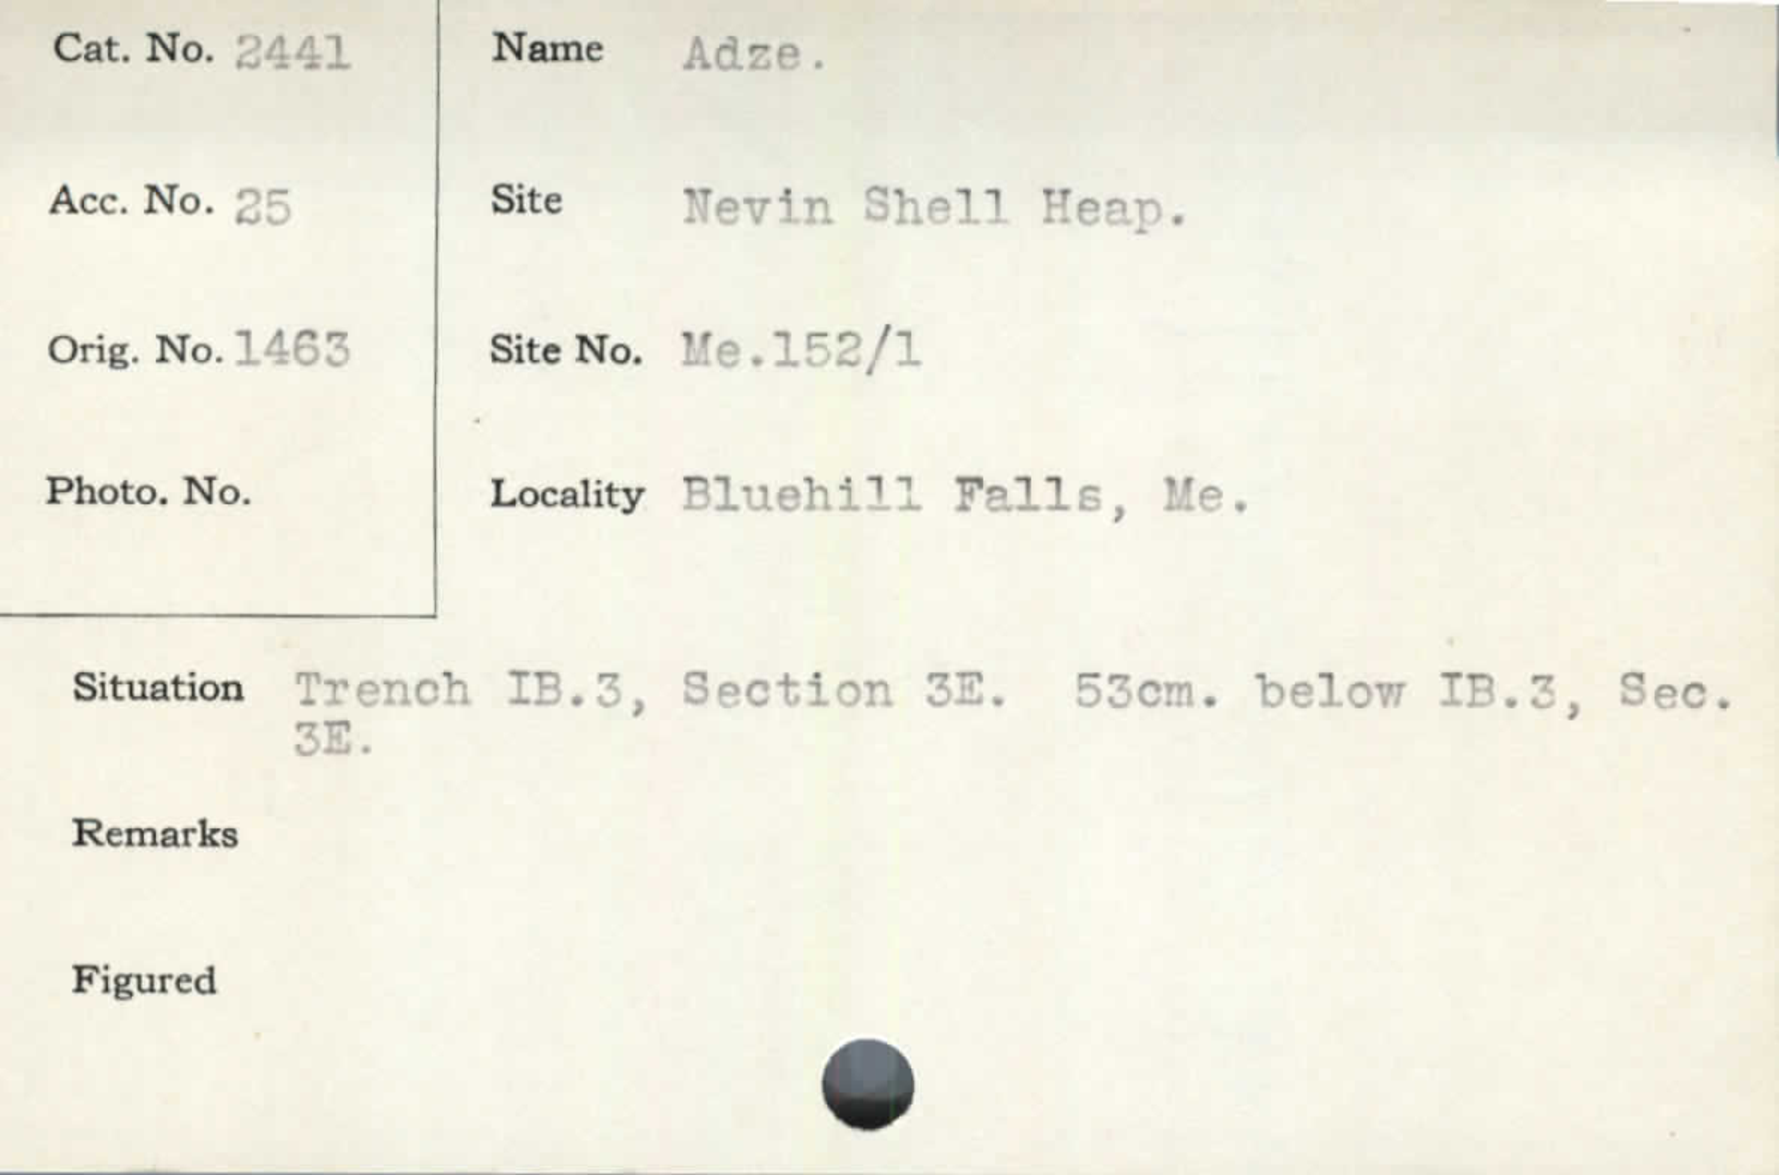 Cat. No. 2441
Name Adze.
Acc. No. 25
Site Nevin Shell Heap.
Orig. No. 1463
Site No. Me.152/1
Photo. No.
Locality Bluehill Falls, Me.
Situation Trench IB.3, Section 3E. 53cm. below IB.3, Sec.
3E.
Remarks
Figured